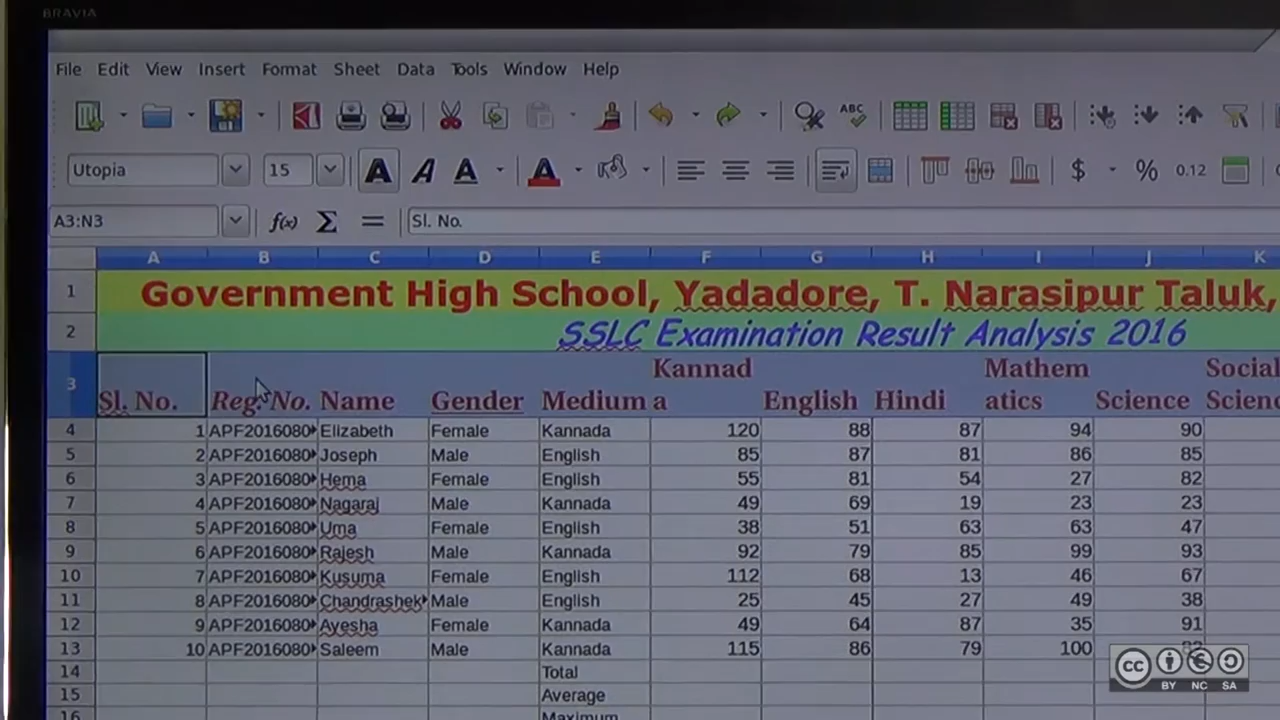 BRAVIA
File Edit View Insert Format Sheet Data Tools Window Help
ABC
Utopia 15 A A A A $ % 0.12
A3:N3 f(x) Σ = Sl. No.
A B C D E F G H I J K
1 Government High School, Yadadore, T. Narasipur Taluk,
2 SSLC Examination Result Analysis 2016
3 Sl. No. Reg. No. Name Gender Medium Kannada English Hindi Mathematics Science Social
4 1 APF2016080 Elizabeth Female Kannada 120 88 87 94 90
5 2 APF2016080 Joseph Male English 85 87 81 86 85
6 3 APF2016080 Hema Female English 55 81 54 27 82
7 4 APF2016080 Nagaraj Male Kannada 49 69 19 23 23
8 5 APF2016080 Uma Female English 38 51 63 63 47
9 6 APF2016080 Rajesh Male Kannada 92 79 85 99 93
10 7 APF2016080 Kusuma Female English 112 68 13 46 67
11 8 APF2016080 Chandrashek Male English 25 45 27 49 38
12 9 APF2016080 Ayesha Female Kannada 49 64 87 35 91
13 10 APF2016080 Saleem Male Kannada 115 86 79 100
14 Total
15 Average
16 Maximum
cc BY NC SA